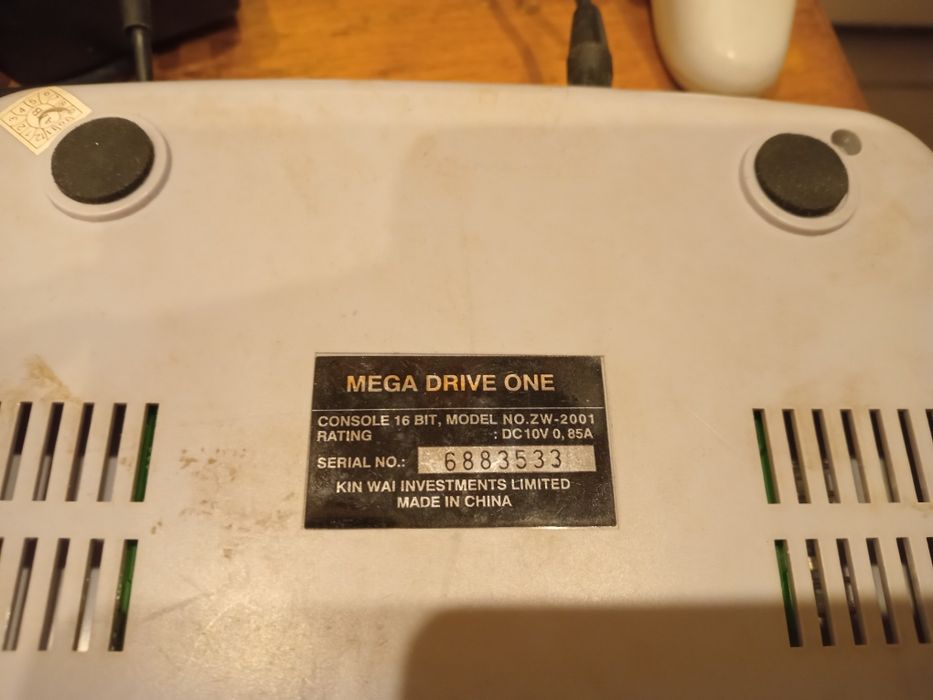 MEGA DRIVE ONE
CONSOLE 16 BIT, MODEL NO.ZW-2001
RATING : DC10V 0,85A
SERIAL NO.: 6883533
KIN WAI INVESTMENTS LIMITED
MADE IN CHINA